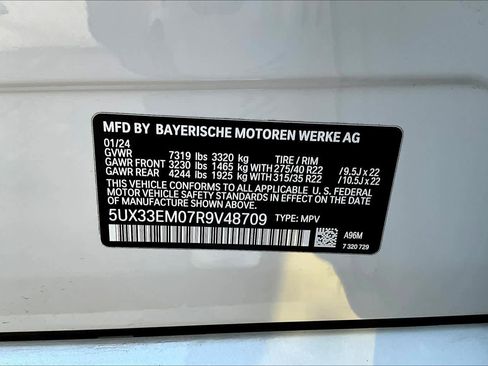 MFD BY BAYERISCHE MOTOREN WERKE AG
01/24
GVWR 7319 lbs 3320 kg TIRE / RIM
GAWR FRONT 3230 lbs 1465 kg WITH 275/40 R22 / 9.5J x 22
GAWR REAR 4244 lbs 1925 kg WITH 315/35 R22 / 10.5J x 22
THIS VEHICLE CONFORMS TO ALL APPLICABLE U.S. FEDERAL MOTOR
VEHICLE SAFETY STANDARDS IN EFFECT
ON THE DATE OF MANUFACTURE SHOWN ABOVE.
5UX33EM07R9V48709 TYPE: MPV
A96M
7 320 729